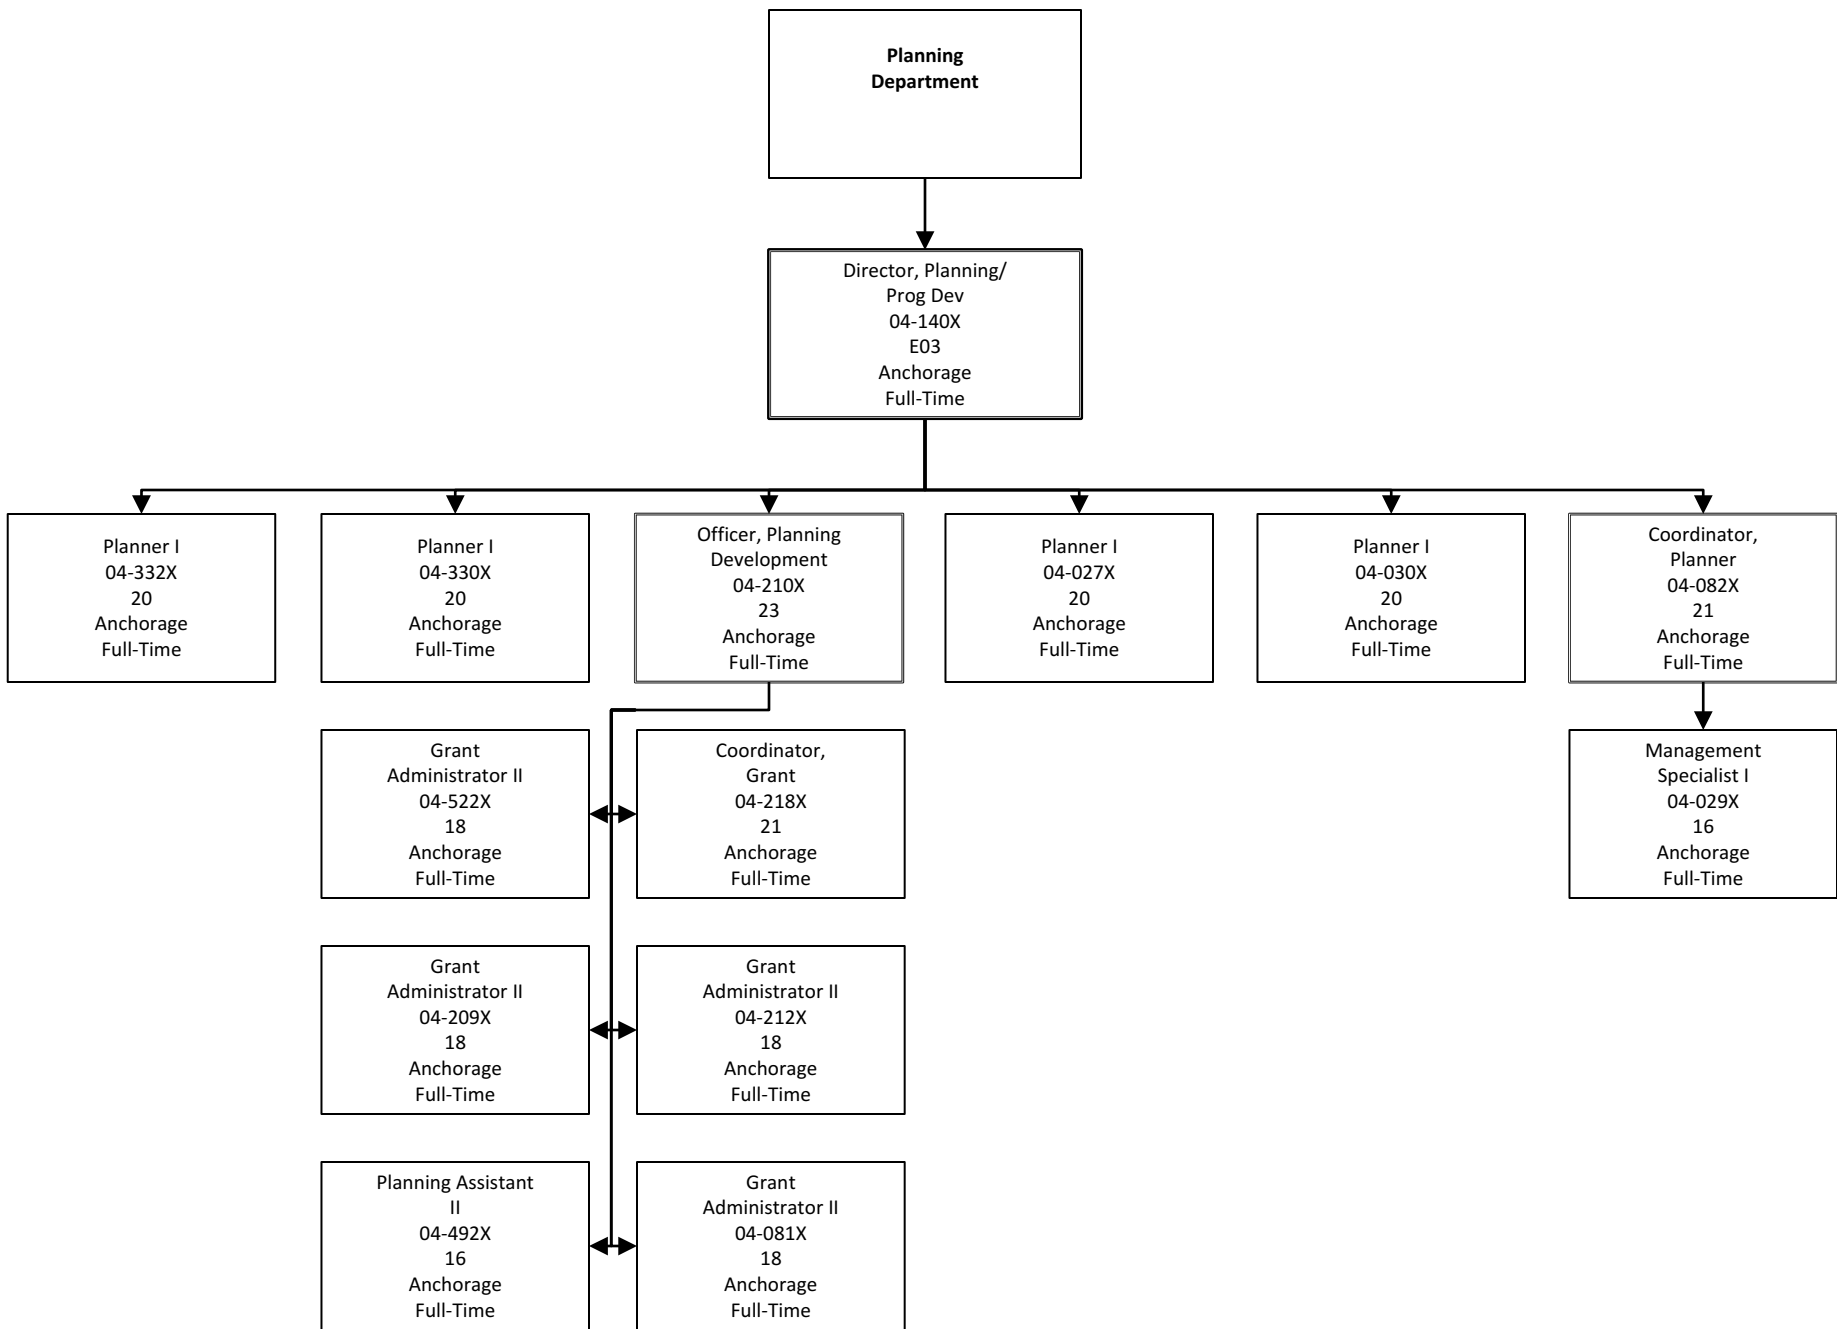 Planning
Department
Director, Planning/
Prog Dev
04-140X
E03
Anchorage
Full-Time
Planner I
04-332X
20
Anchorage
Full-Time
Planner I
04-330X
20
Anchorage
Full-Time
Officer, Planning
Development
04-210X
23
Anchorage
Full-Time
Planner I
04-027X
20
Anchorage
Full-Time
Planner I
04-030X
20
Anchorage
Full-Time
Coordinator,
Planner
04-082X
21
Anchorage
Full-Time
Grant
Administrator II
04-522X
18
Anchorage
Full-Time
Coordinator,
Grant
04-218X
21
Anchorage
Full-Time
Management
Specialist I
04-029X
16
Anchorage
Full-Time
Grant
Administrator II
04-209X
18
Anchorage
Full-Time
Grant
Administrator II
04-212X
18
Anchorage
Full-Time
Planning Assistant
II
04-492X
16
Anchorage
Full-Time
Grant
Administrator II
04-081X
18
Anchorage
Full-Time